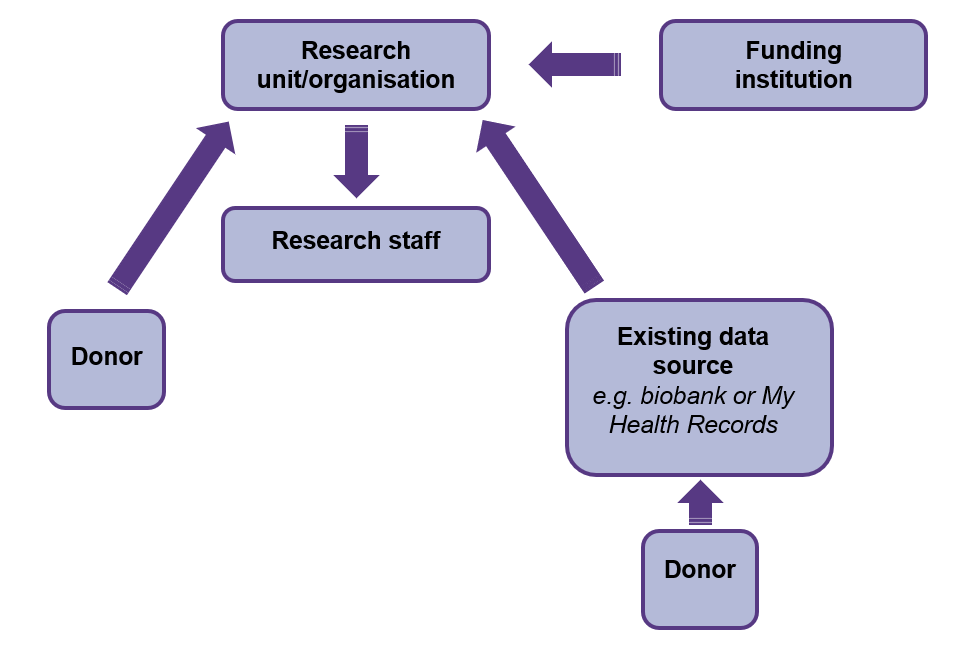 Research
unit/organisation
Funding
institution
Research staff
Donor
Existing data
source
e.g. biobank or My
Health Records
Donor